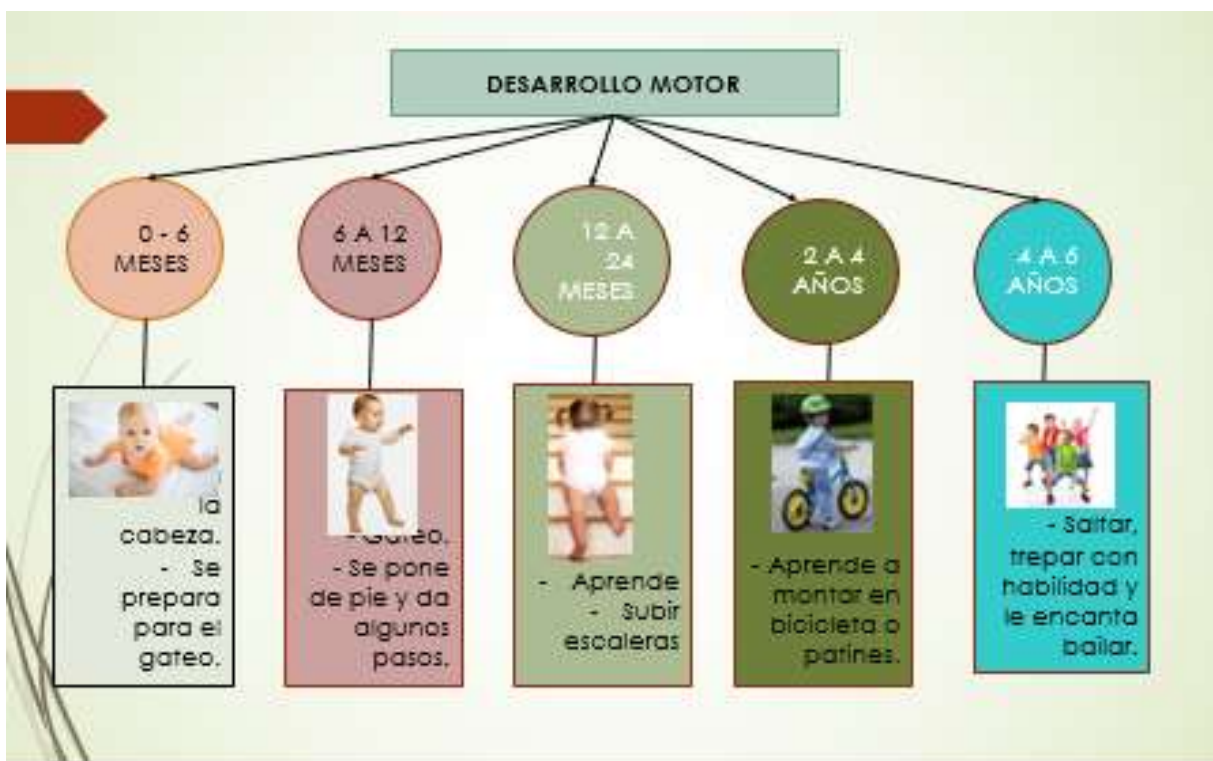 DESARROLLO MOTOR
0 - 6
MESES
6 A 12
MESES
12 A
24
MESES
2 A 4
AÑOS
4 A 6
AÑOS
la
cabeza.
- Se
prepara
para el
gateo.
- Gateo.
- Se pone
de pie y da
algunos
pasos.
- Aprende
- Subir
escaleras
- Aprende a
montar en
bicicleta o
patines.
- Saltar,
trepar con
habilidad y
le encanta
bailar.